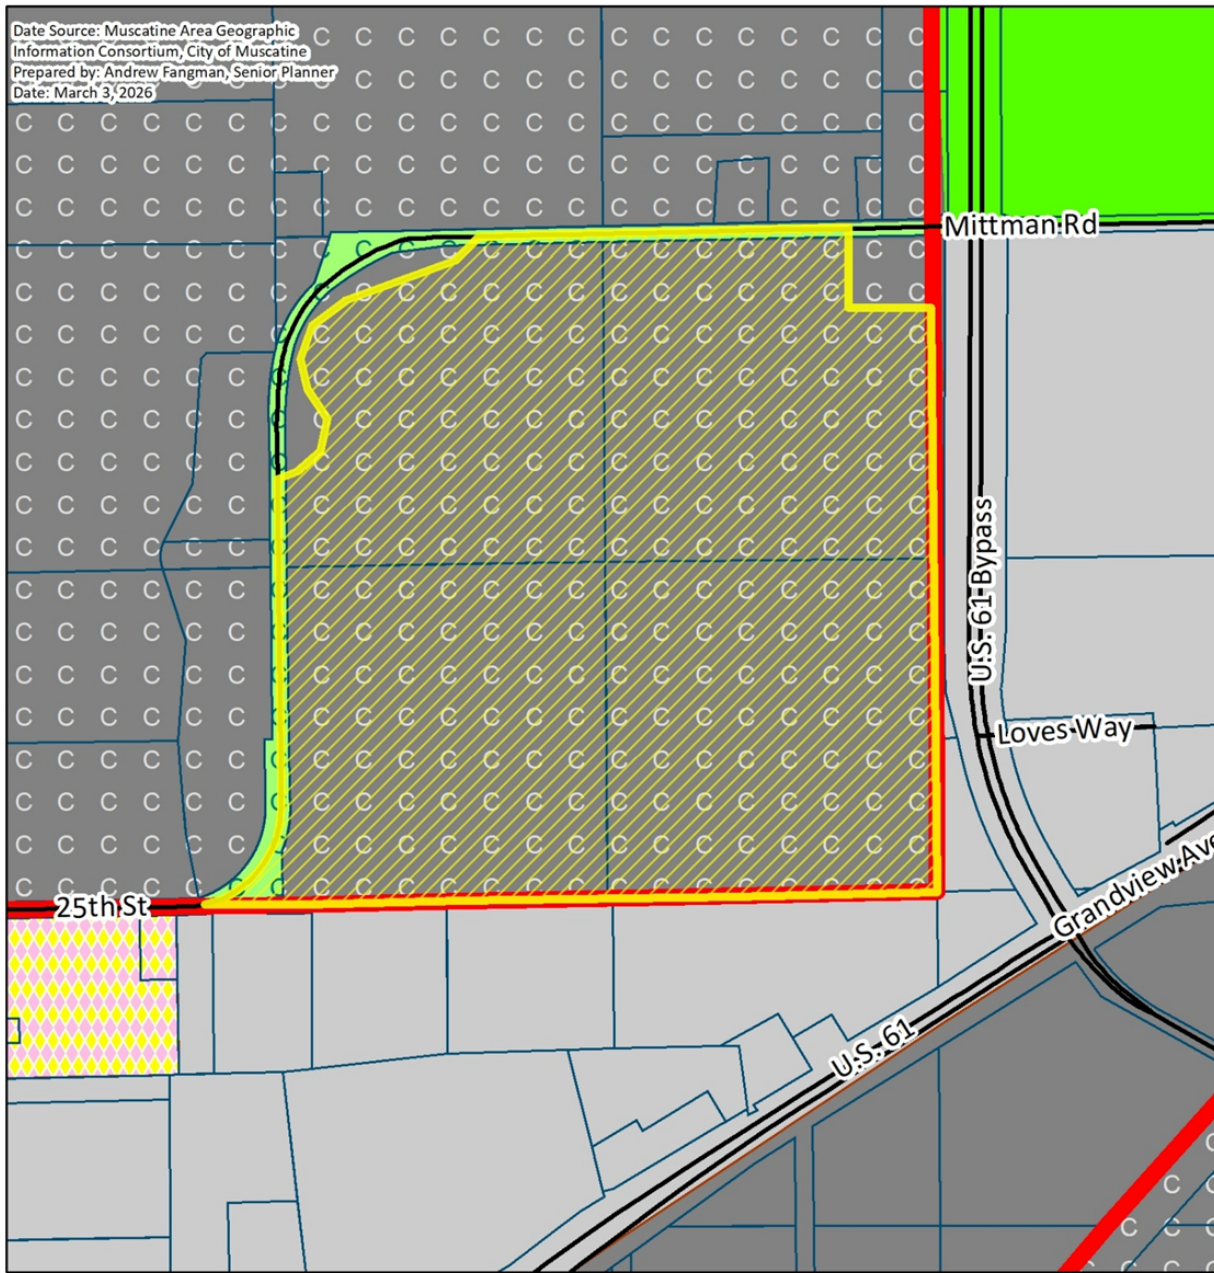 Date Source: Muscatine Area Geographic
Information Consortium, City of Muscatine
Prepared by: Andrew Fangman, Senior Planner
Date: March 3, 2026
Mittman Rd
U.S. 61 Bypass
Loves Way
Grandview Ave
25th St
U.S. 61